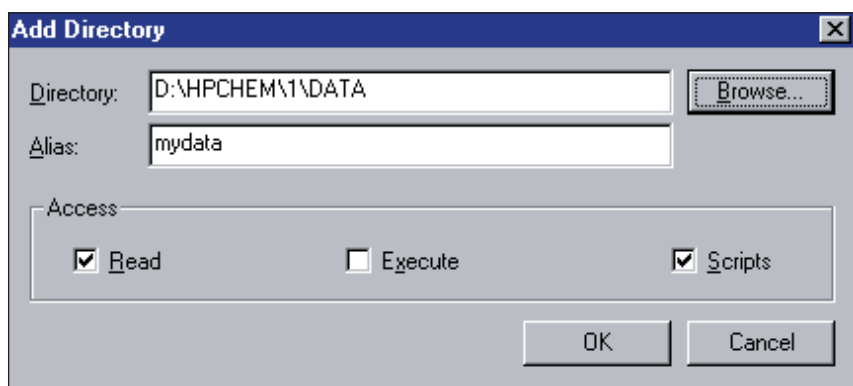 Add Directory
Directory: D:\HPCHEM\1\DATA Browse...
Alias: mydata
Access
Read Execute Scripts
OK Cancel